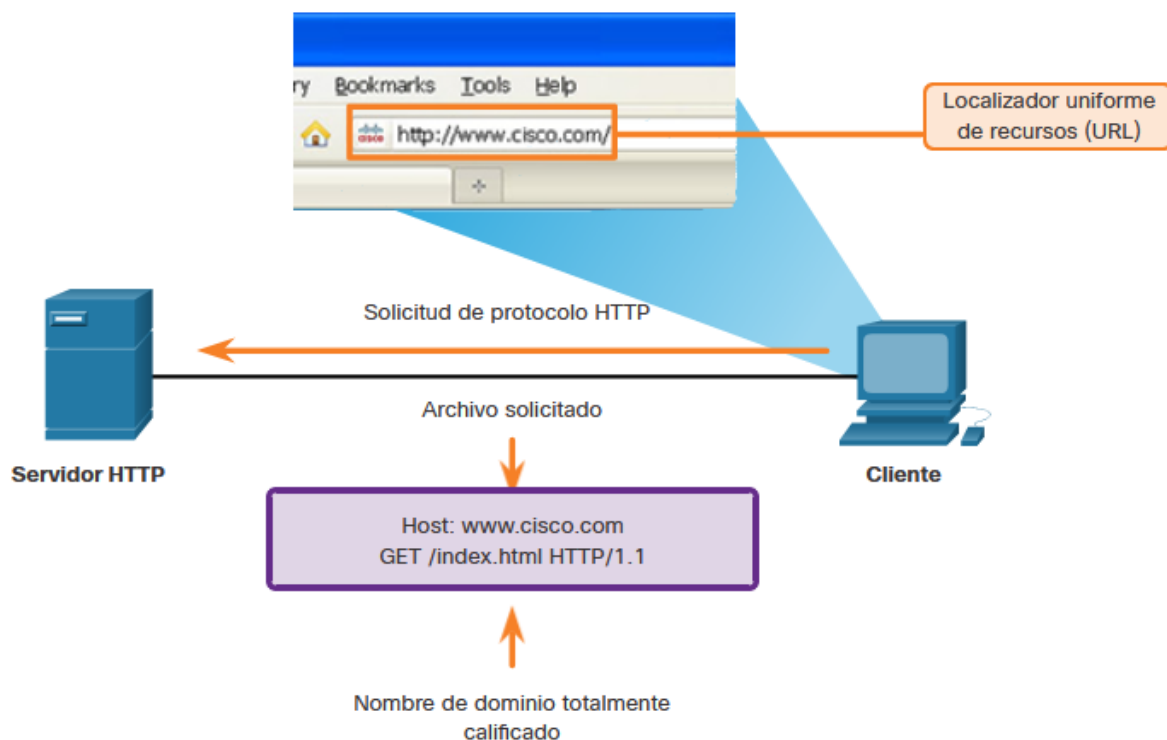 ry Bookmarks Tools Help
cisco http://www.cisco.com/
Localizador uniforme
de recursos (URL)
Solicitud de protocolo HTTP
Archivo solicitado
Servidor HTTP
Cliente
Host: www.cisco.com
GET /index.html HTTP/1.1
Nombre de dominio totalmente
calificado